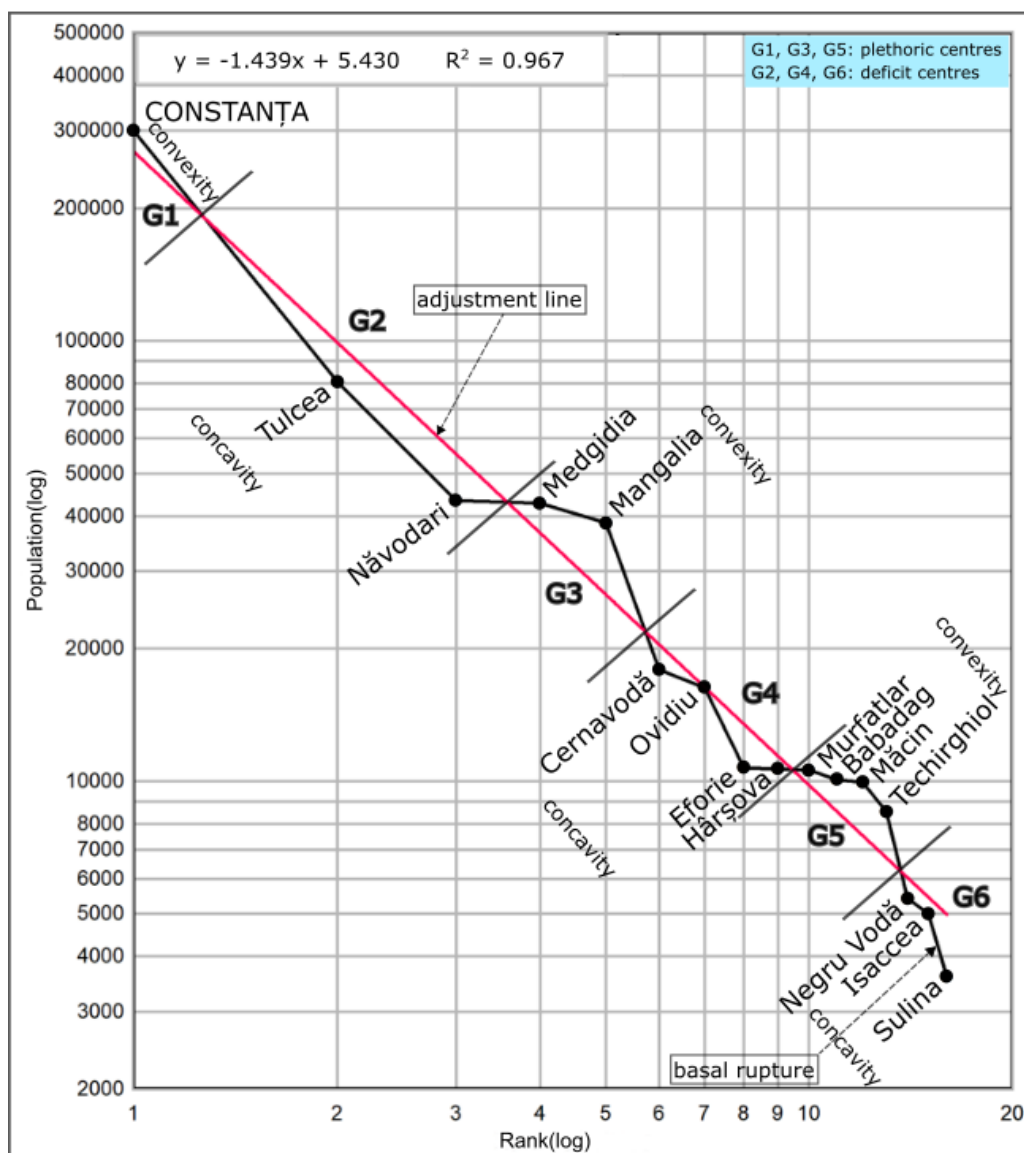 500000
400000
300000
200000
100000
80000
70000
60000
50000
40000
30000
20000
10000
8000
7000
6000
5000
4000
3000
2000
Population(log)
y = -1.439x + 5.430 R² = 0.967
G1, G3, G5: plethoric centres
G2, G4, G6: deficit centres
CONSTANȚA
convexity
G1
G2
adjustment line
Tulcea
concavity
Năvodari
Medgidia
Mangalia
convexity
G3
Cernavodă
Ovidiu
G4
convexity
Eforie
Hârșova
Murfatlar
Babadag
Măcin
Techirghiol
concavity
G5
G6
Negru Vodă
Isaccea
Sulina
concavity
basal rupture
1 2 3 4 5 6 7 8 9 10 20
Rank(log)